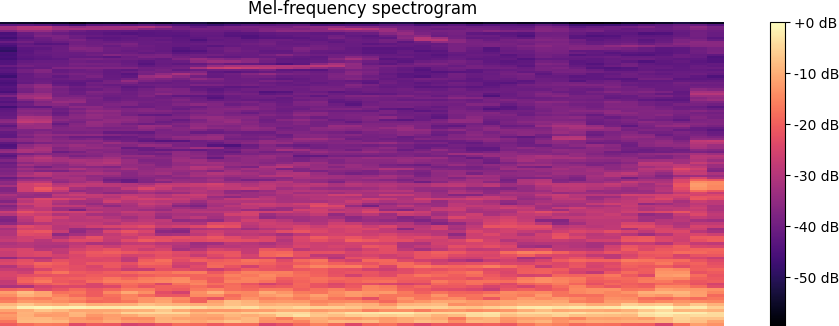 Mel-frequency spectrogram
+0 dB
-10 dB
-20 dB
-30 dB
-40 dB
-50 dB